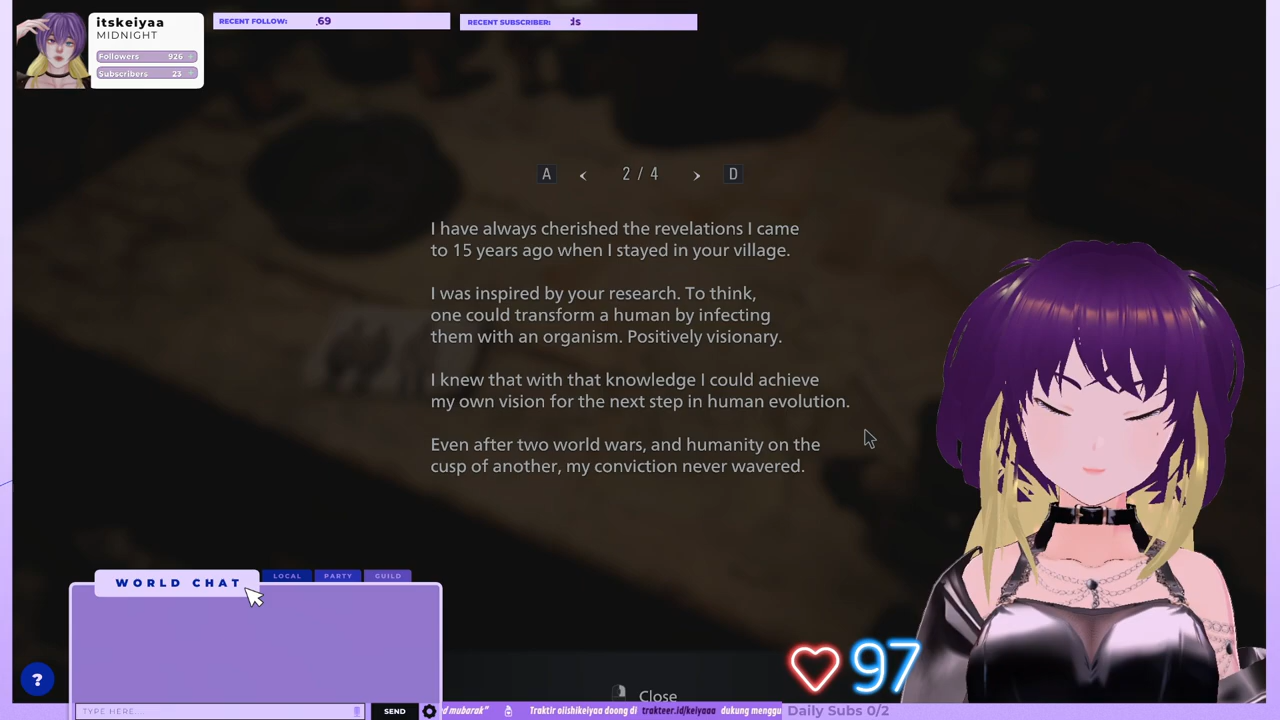 itskeiyaa
MIDNIGHT
Followers 926 +
Subscribers 23 +
RECENT FOLLOW: .69
RECENT SUBSCRIBER:
A < 2 / 4 > D
I have always cherished the revelations I came
to 15 years ago when I stayed in your village.
I was inspired by your research. To think,
one could transform a human by infecting
them with an organism. Positively visionary.
I knew that with that knowledge I could achieve
my own vision for the next step in human evolution.
Even after two world wars, and humanity on the
cusp of another, my conviction never wavered.
WORLD CHAT
LOCAL
PARTY
GUILD
?
97
Close
TYPE HERE...
SEND
d mubarak" Traktir olishkeiyaa doong di trakteer.id/keiyaaa dukung menggu
Daily Subs 0/2